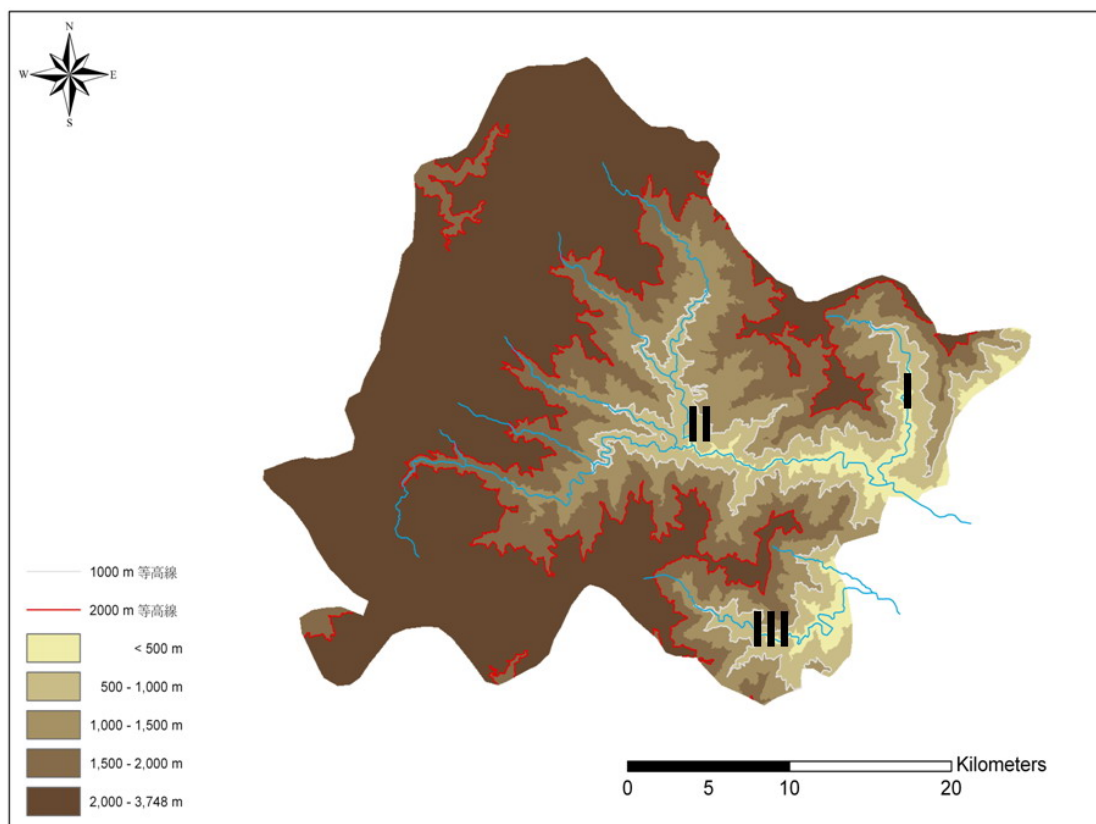 N
W E
S
I
II
III
1000 m 等高線
2000 m 等高線
< 500 m
500 - 1,000 m
1,000 - 1,500 m
1,500 - 2,000 m
2,000 - 3,748 m
Kilometers
0 5 10 20